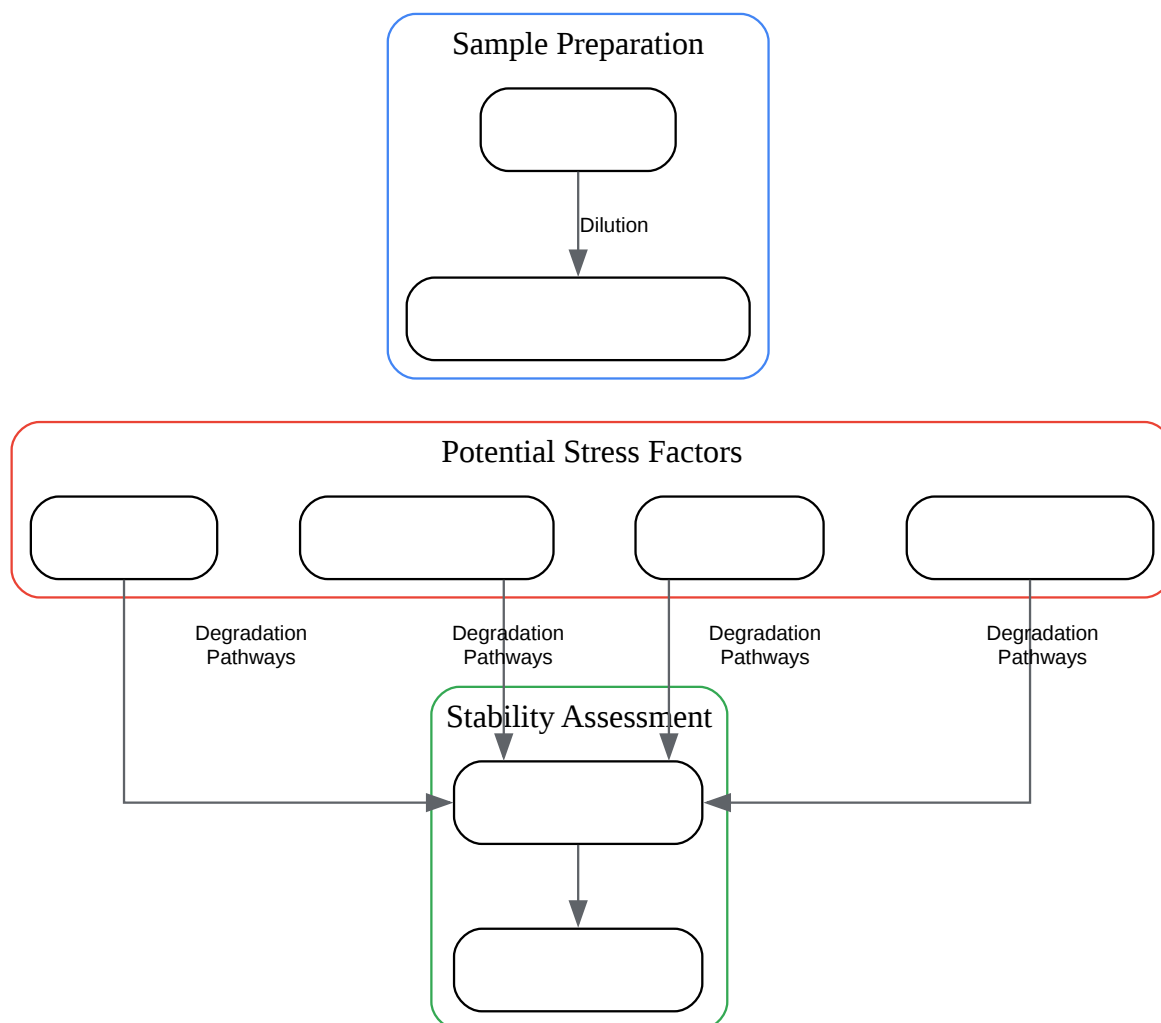 Sample Preparation
Dilution
Potential Stress Factors
Degradation
Pathways
Degradation
Pathways
Degradation
Pathways
Degradation
Pathways
Stability Assessment